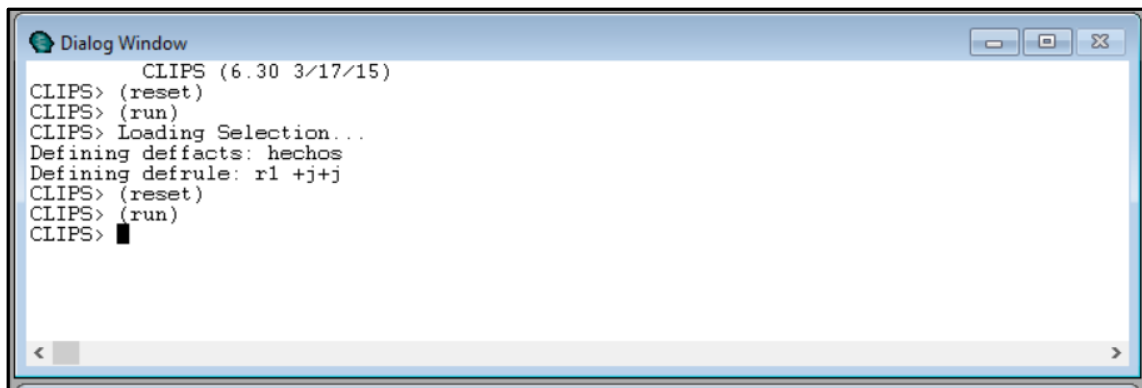 Dialog Window
CLIPS (6.30 3/17/15)
CLIPS> (reset)
CLIPS> (run)
CLIPS> Loading Selection...
Defining deffacts: hechos
Defining defrule: r1 +j+j
CLIPS> (reset)
CLIPS> (run)
CLIPS>